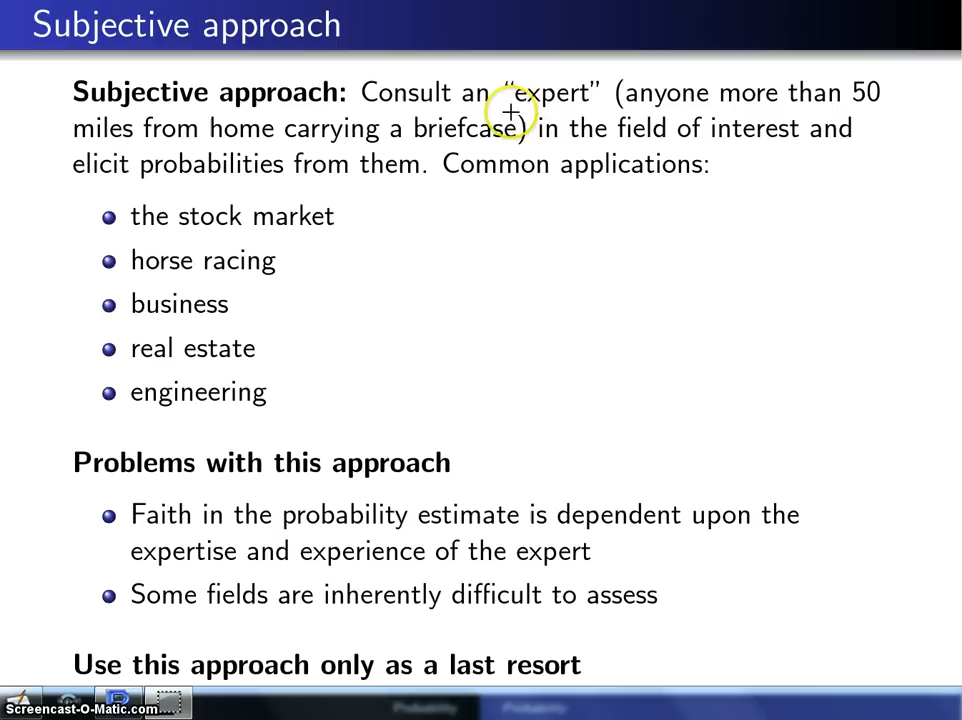 Subjective approach
Subjective approach: Consult an “expert” (anyone more than 50
miles from home carrying a briefcase) in the field of interest and
elicit probabilities from them. Common applications:
the stock market
horse racing
business
real estate
engineering
Problems with this approach
Faith in the probability estimate is dependent upon the
expertise and experience of the expert
Some fields are inherently difficult to assess
Use this approach only as a last resort
Screencast-O-Matic.com
Probability Probability